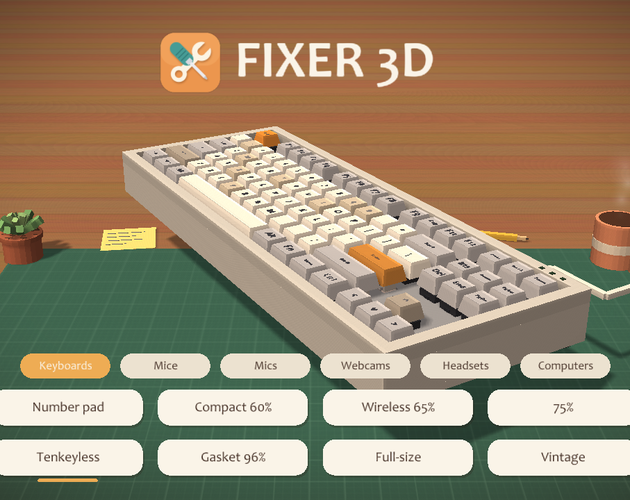 FIXER 3D
Keyboards
Mice
Mics
Webcams
Headsets
Computers
Number pad
Compact 60%
Wireless 65%
75%
Tenkeyless
Gasket 96%
Full-size
Vintage